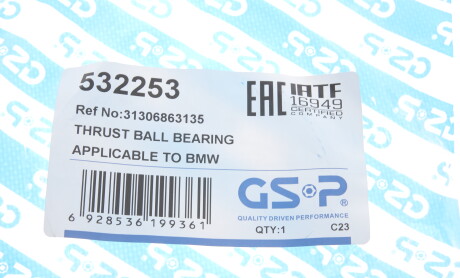 532253
Ref No:31306863135
THRUST BALL BEARING
APPLICABLE TO BMW
6 928536 199361
EAC IATF
16949
CERTIFIED
COMPANY
GSP
QUALITY DRIVEN PERFORMANCE
QTY:1 C23